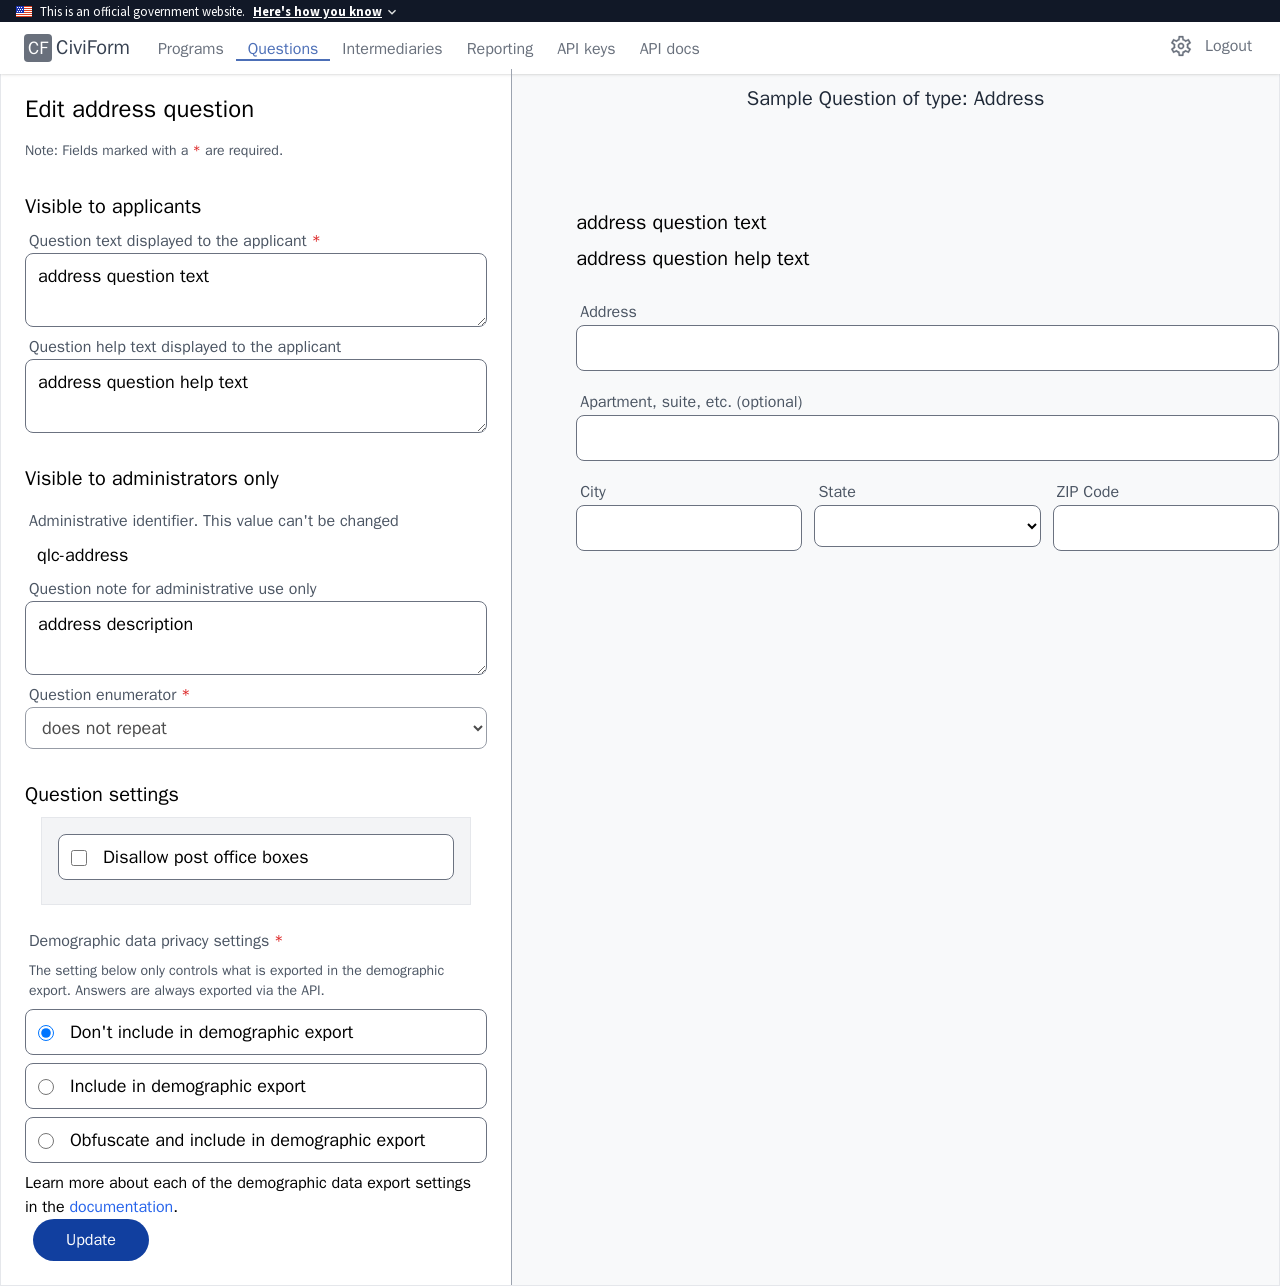 This is an official government website. Here's how you know
CF CiviForm Programs Questions Intermediaries Reporting API keys API docs Logout
Edit address question
Note: Fields marked with a * are required.
Visible to applicants
Question text displayed to the applicant *
address question text
Question help text displayed to the applicant
address question help text
Visible to administrators only
Administrative identifier. This value can't be changed
qlc-address
Question note for administrative use only
address description
Question enumerator *
does not repeat
Question settings
Disallow post office boxes
Demographic data privacy settings *
The setting below only controls what is exported in the demographic
export. Answers are always exported via the API.
Don't include in demographic export
Include in demographic export
Obfuscate and include in demographic export
Learn more about each of the demographic data export settings
in the documentation.
Update
Sample Question of type: Address
address question text
address question help text
Address
Apartment, suite, etc. (optional)
City State ZIP Code